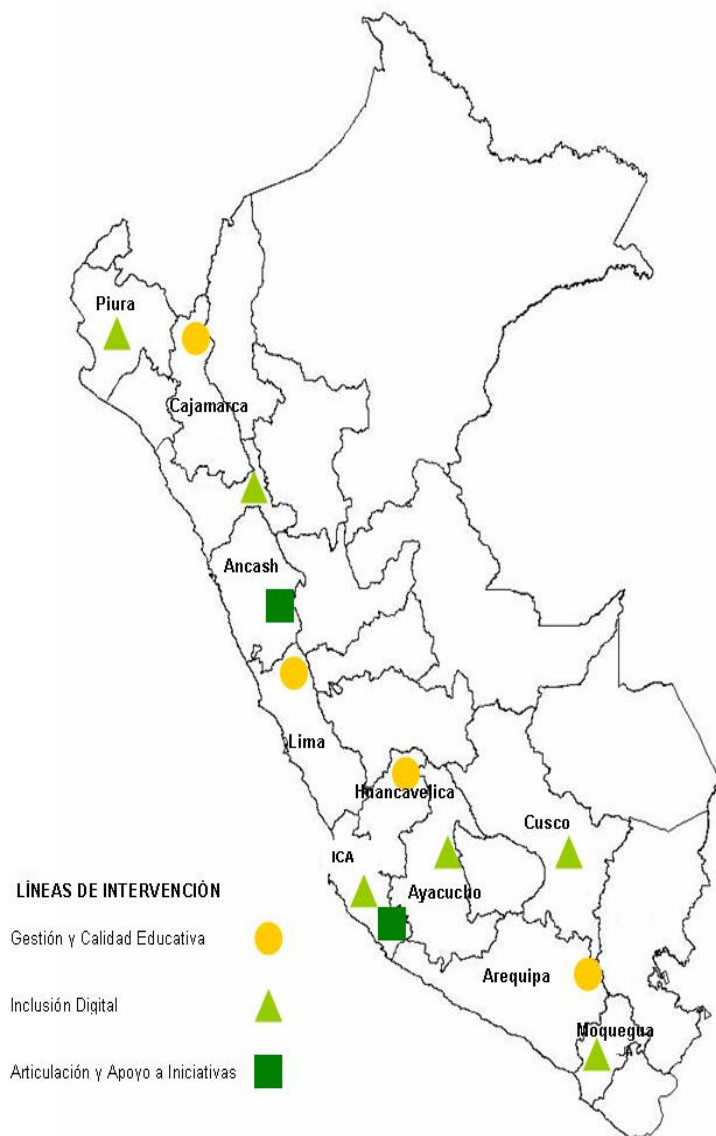 Piura
Cajamarca
Ancash
Lima
Huancavelica
Cusco
ICA
Ayacucho
Arequipa
Moquegua
LÍNEAS DE INTERVENCIÓN
Gestión y Calidad Educativa
Inclusión Digital
Articulación y Apoyo a Iniciativas